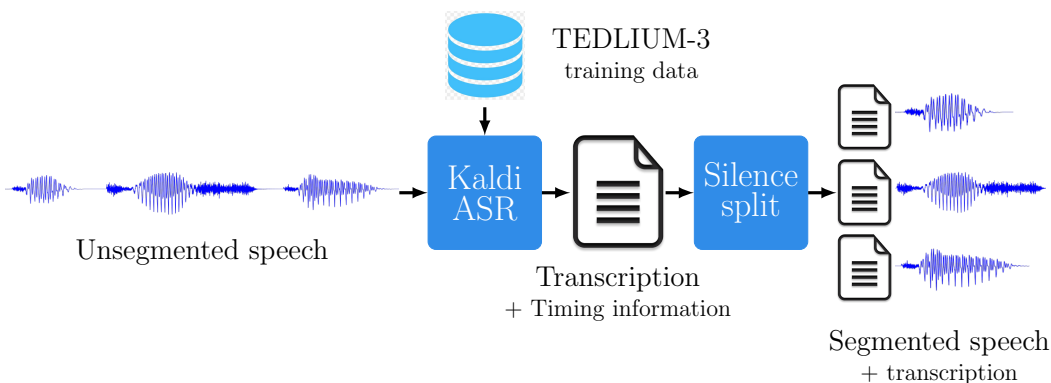 TEDLIUM-3
training data
Kaldi
ASR
Silence
split
Unsegmented speech
Transcription
+ Timing information
Segmented speech
+ transcription